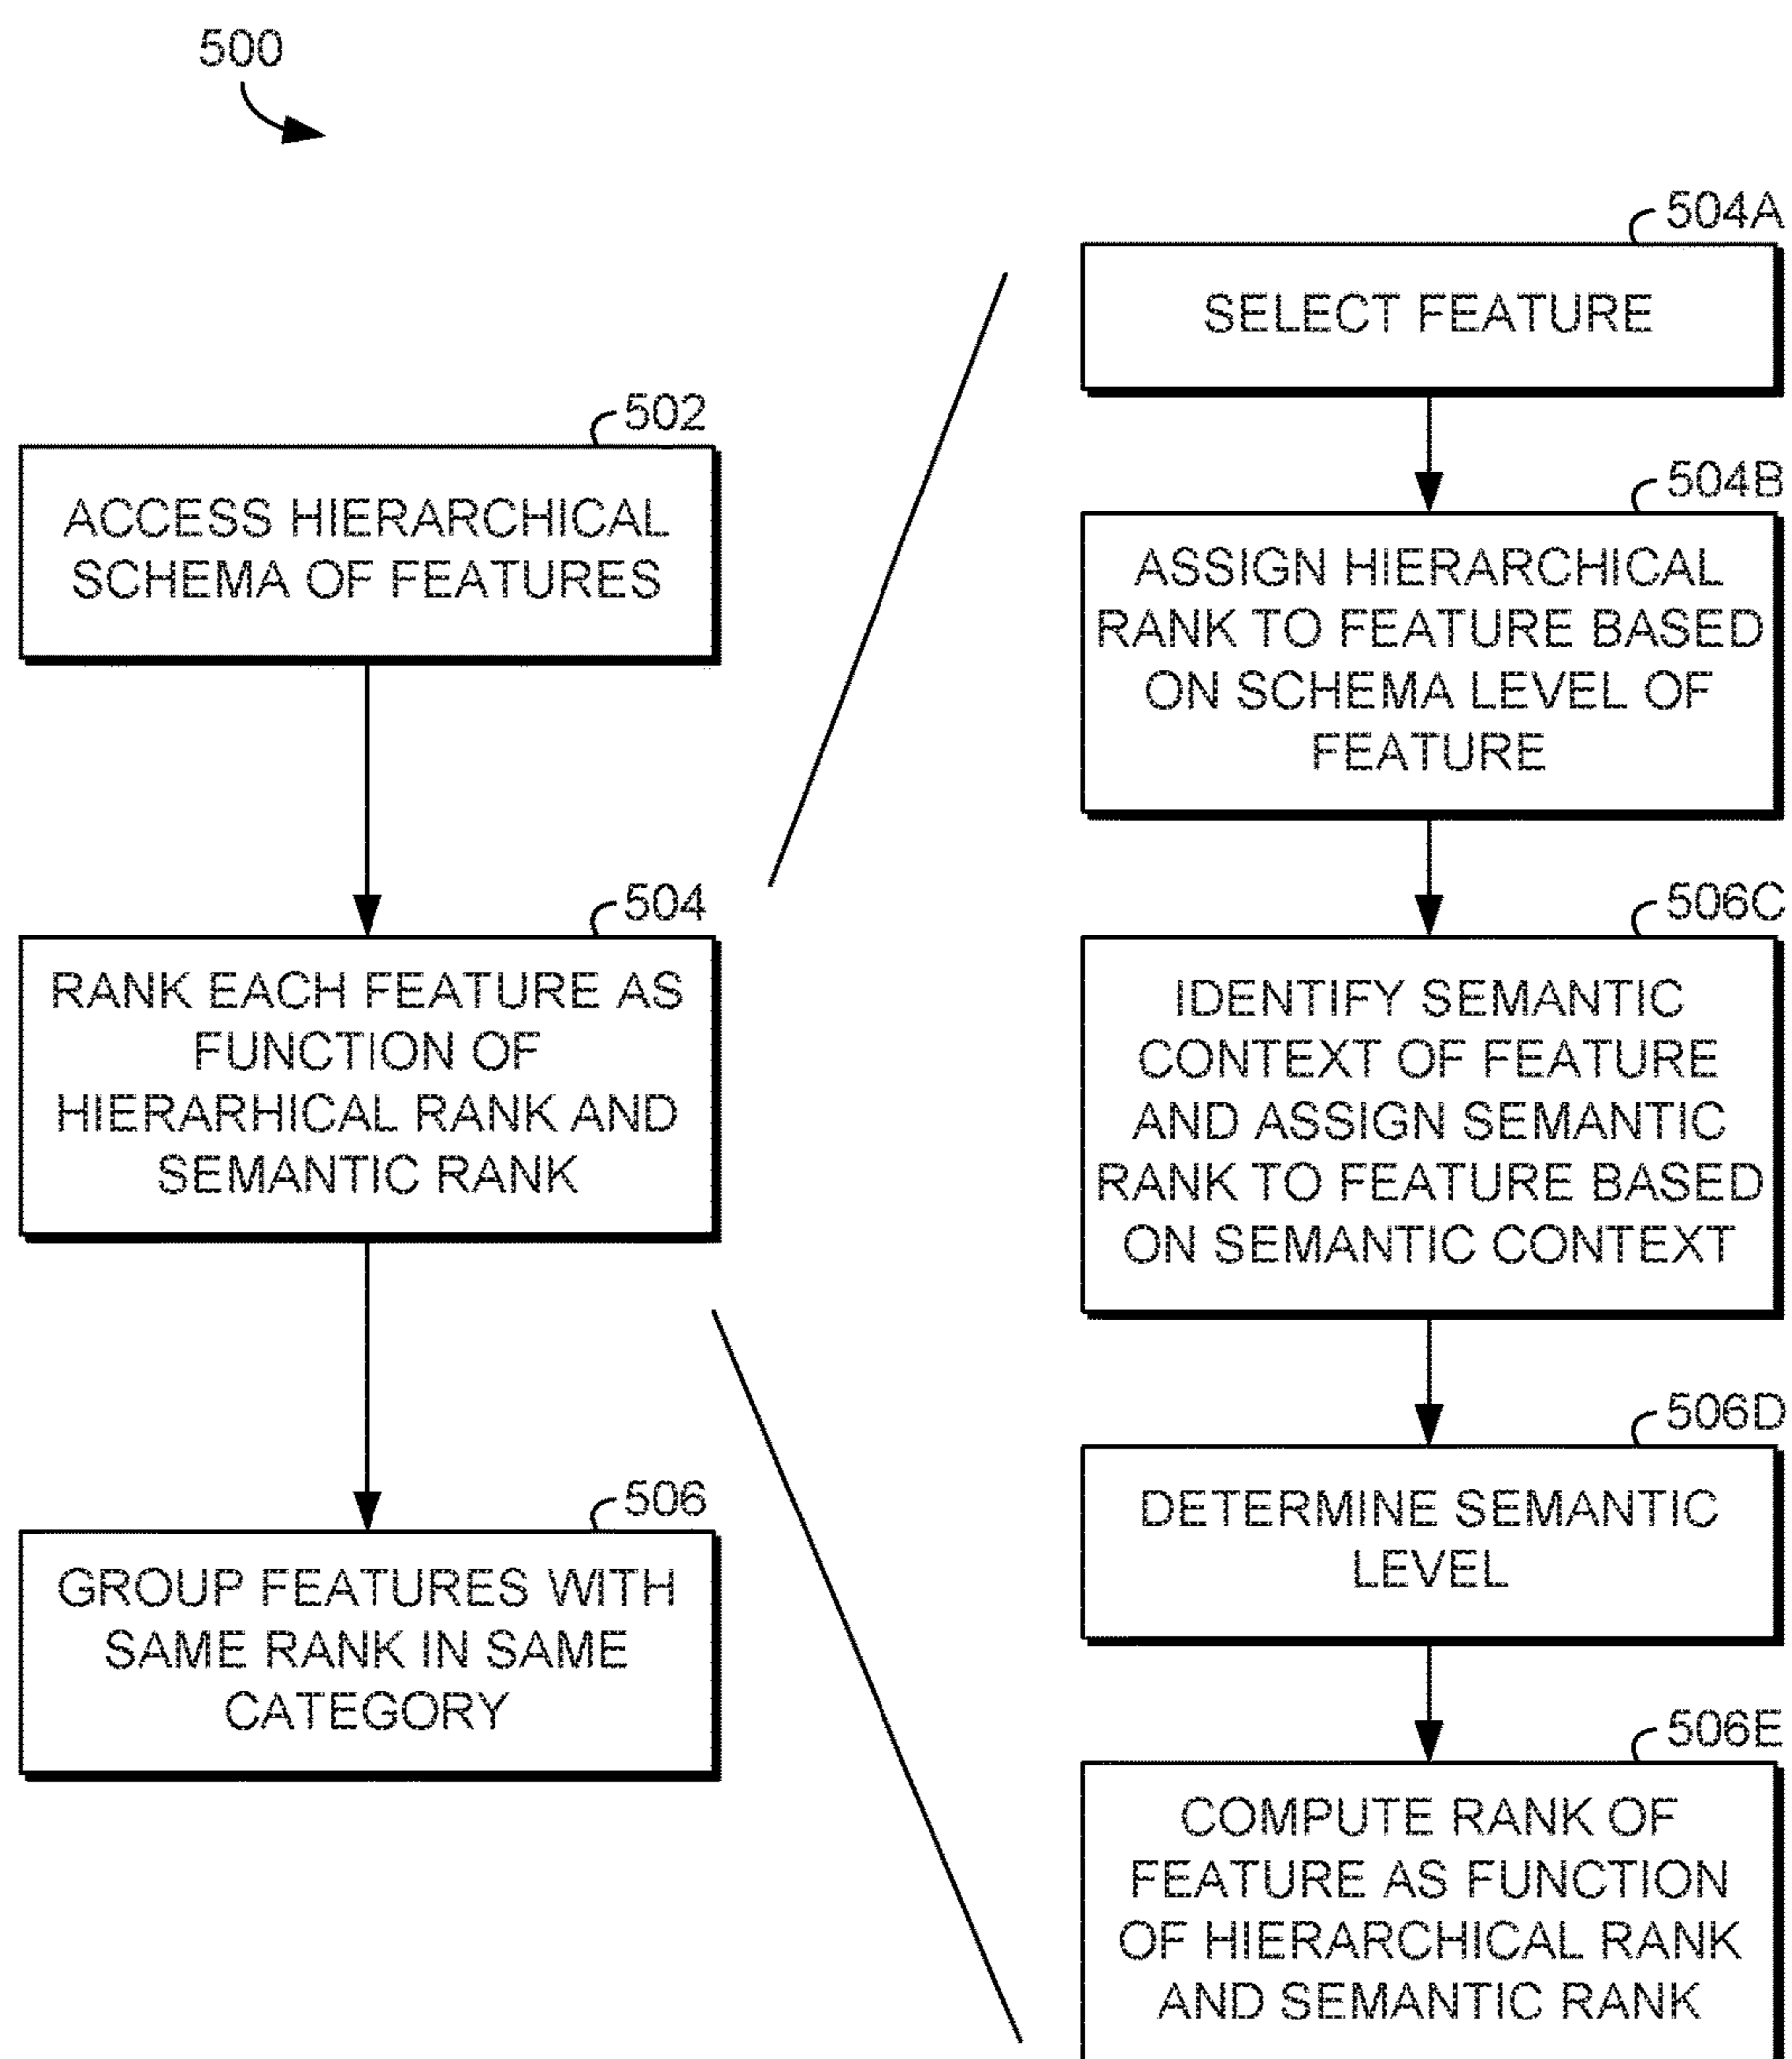 500
502
ACCESS HIERARCHICAL
SCHEMA OF FEATURES
504
RANK EACH FEATURE AS
FUNCTION OF
HIERARHICAL RANK AND
SEMANTIC RANK
506
GROUP FEATURES WITH
SAME RANK IN SAME
CATEGORY
504A
SELECT FEATURE
504B
ASSIGN HIERARCHICAL
RANK TO FEATURE BASED
ON SCHEMA LEVEL OF
FEATURE
506C
IDENTIFY SEMANTIC
CONTEXT OF FEATURE
AND ASSIGN SEMANTIC
RANK TO FEATURE BASED
ON SEMANTIC CONTEXT
506D
DETERMINE SEMANTIC
LEVEL
506E
COMPUTE RANK OF
FEATURE AS FUNCTION
OF HIERARCHICAL RANK
AND SEMANTIC RANK